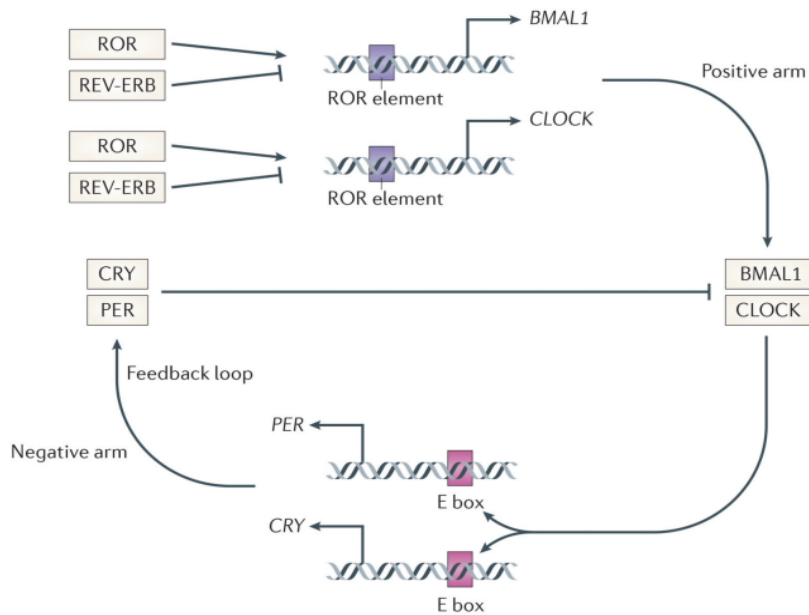 BMAL1
ROR
REV-ERB
ROR element
Positive arm
CLOCK
ROR
REV-ERB
ROR element
CRY
PER
BMAL1
CLOCK
Feedback loop
Negative arm
PER
E box
CRY
E box